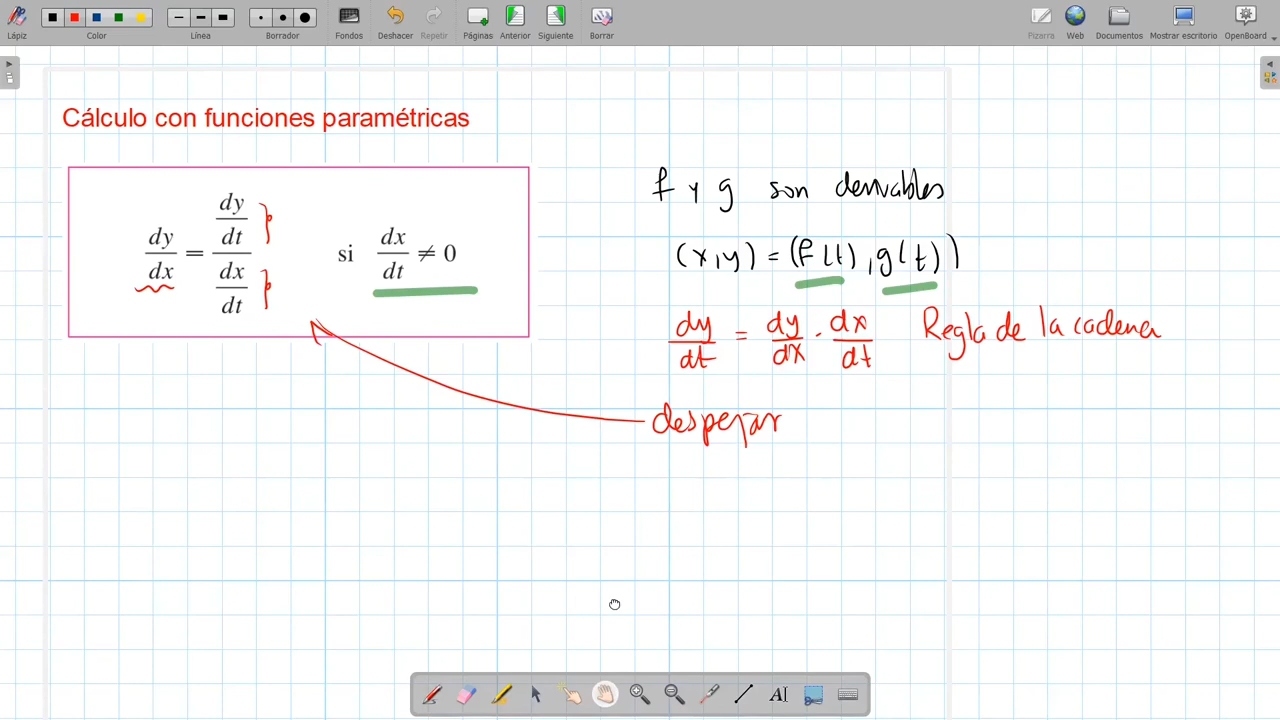 Lápiz Color Línea Borrador Fondos Deshacer Repetir Páginas Anterior Siguiente Borrar Pizarra Web Documentos Mostrar escritorio OpenBoard
Cálculo con funciones paramétricas
dy/dx = (dy/dt)/(dx/dt) si dx/dt ≠ 0
f y g son derivables
(x,y) = (f(t), g(t))
dy/dt = dy/dx · dx/dt Regla de la cadena
despejar